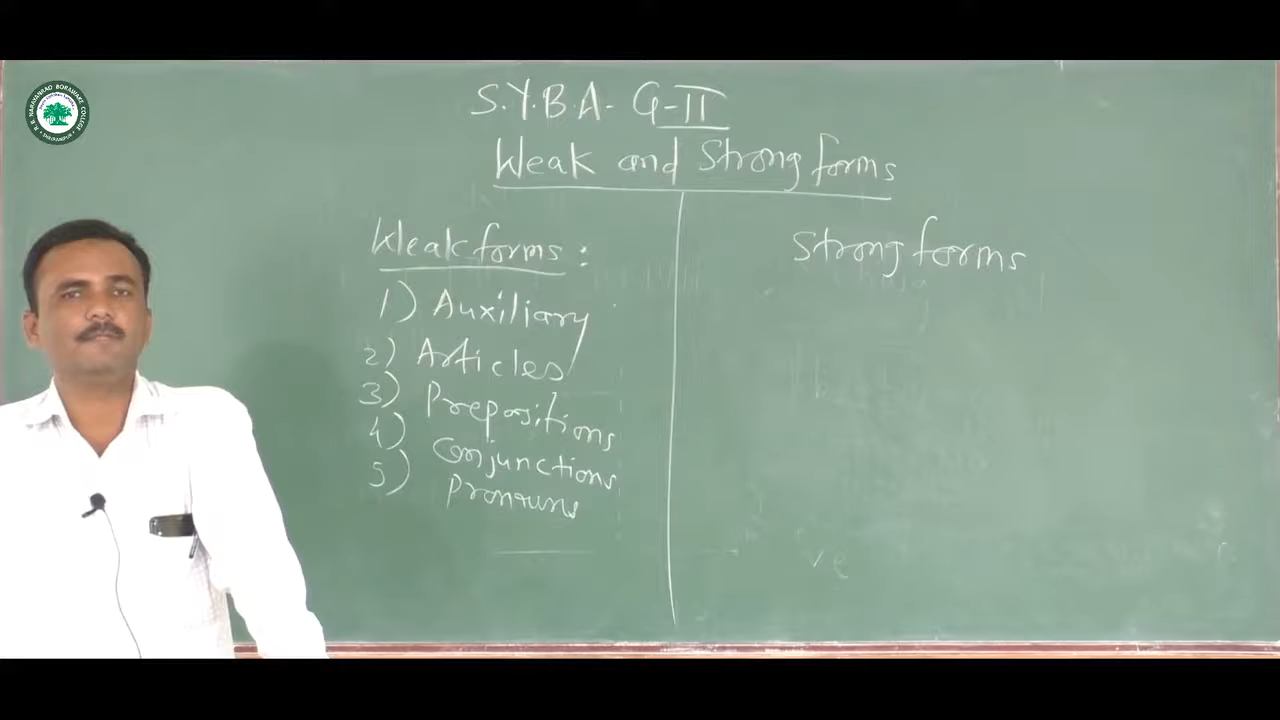 S.Y.B.A- G-II
Weak and Strong forms
Weak forms :
1) Auxiliary
2) Articles
3) Prepositions
4) Conjunctions
5) Pronouns
Strong forms
ve